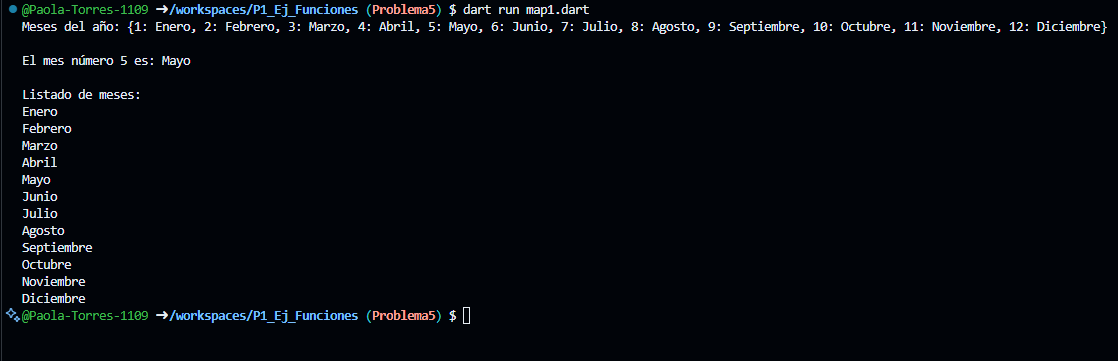 @Paola-Torres-1109 ➜/workspaces/P1_Ej_Funciones (Problema5) $ dart run map1.dart
Meses del año: {1: Enero, 2: Febrero, 3: Marzo, 4: Abril, 5: Mayo, 6: Junio, 7: Julio, 8: Agosto, 9: Septiembre, 10: Octubre, 11: Noviembre, 12: Diciembre}
El mes número 5 es: Mayo
Listado de meses:
Enero
Febrero
Marzo
Abril
Mayo
Junio
Julio
Agosto
Septiembre
Octubre
Noviembre
Diciembre
@Paola-Torres-1109 ➜/workspaces/P1_Ej_Funciones (Problema5) $